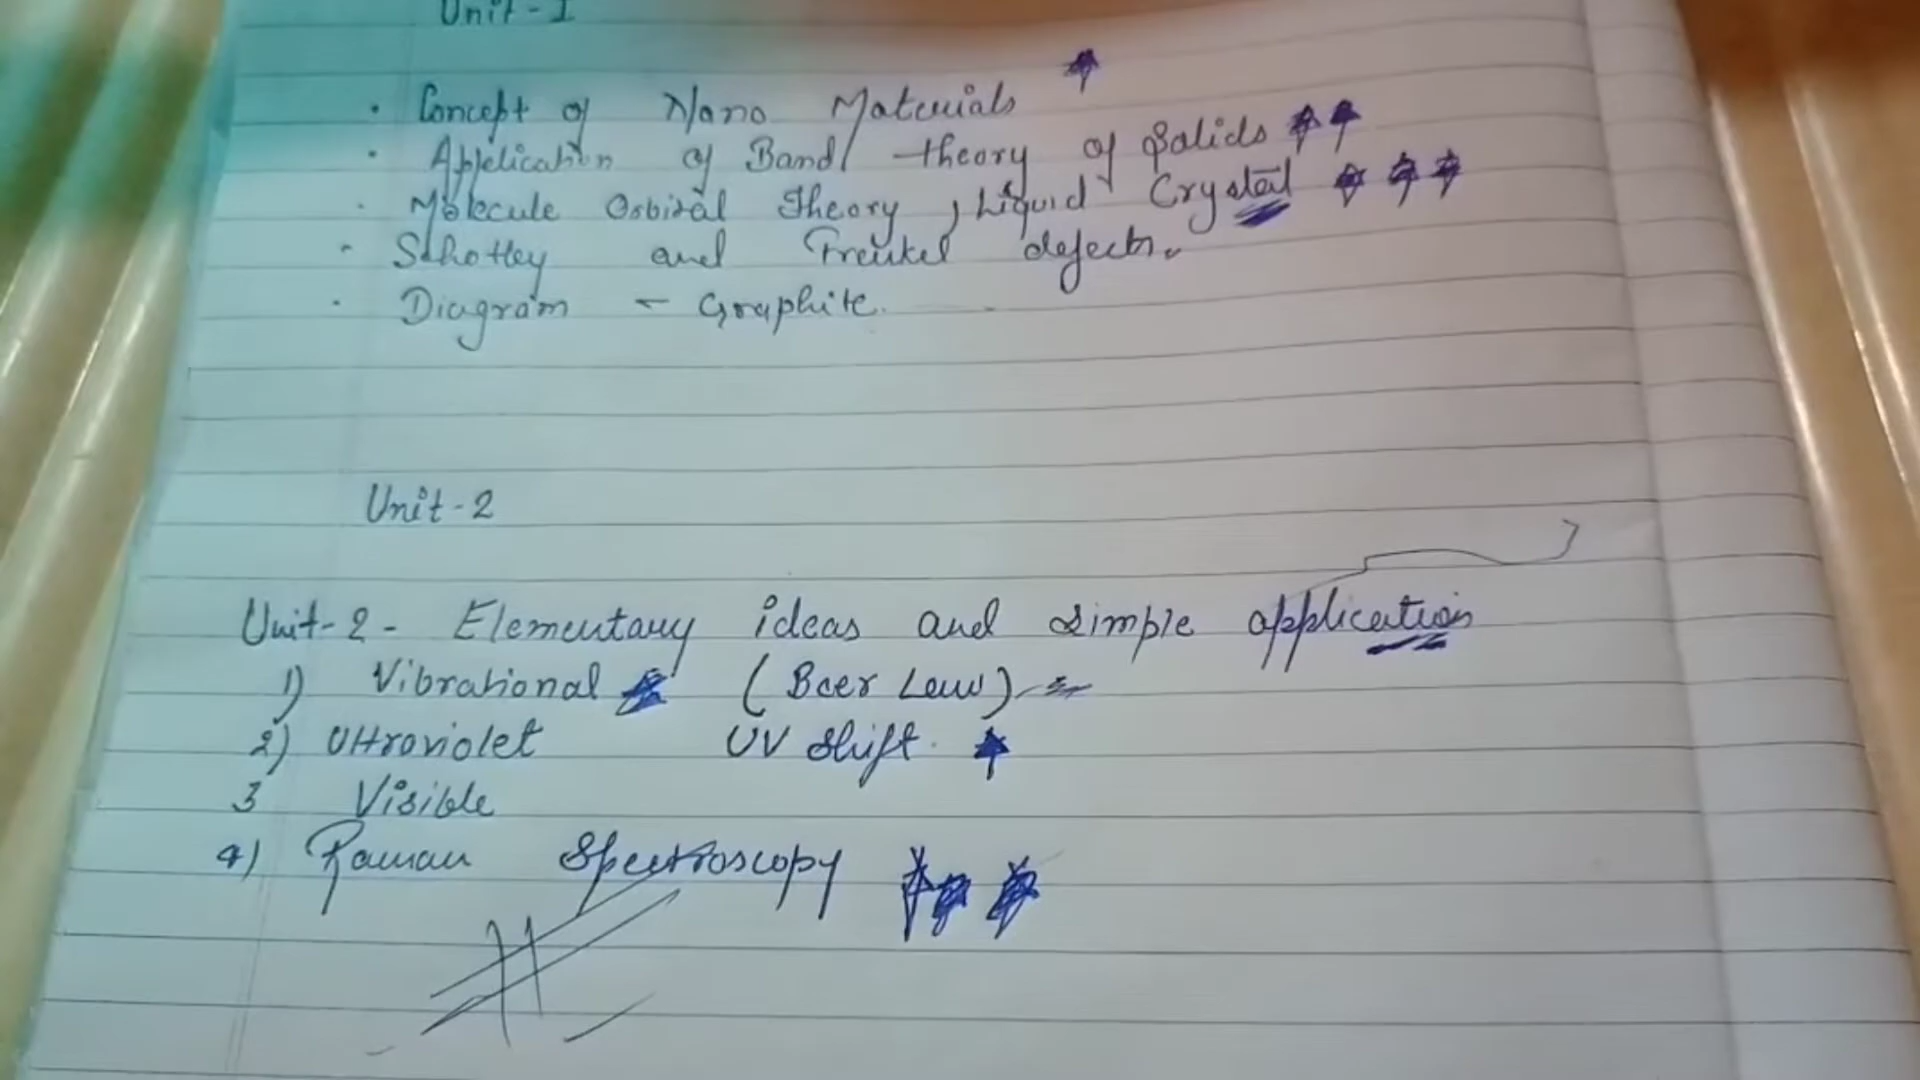 Unit - I
• Concept of Nano Materials
• Application of Band theory of Solids
• Molecule Orbital Theory, Liquid Crystal
• Schottey and Frenkel defects.
• Diagram - Graphite.
Unit - 2
Unit - 2 - Elementary ideas and simple application
1) Vibrational (Beer Law)
2) Ultroviolet UV shift.
3 Visible
4) Raman Spectroscopy